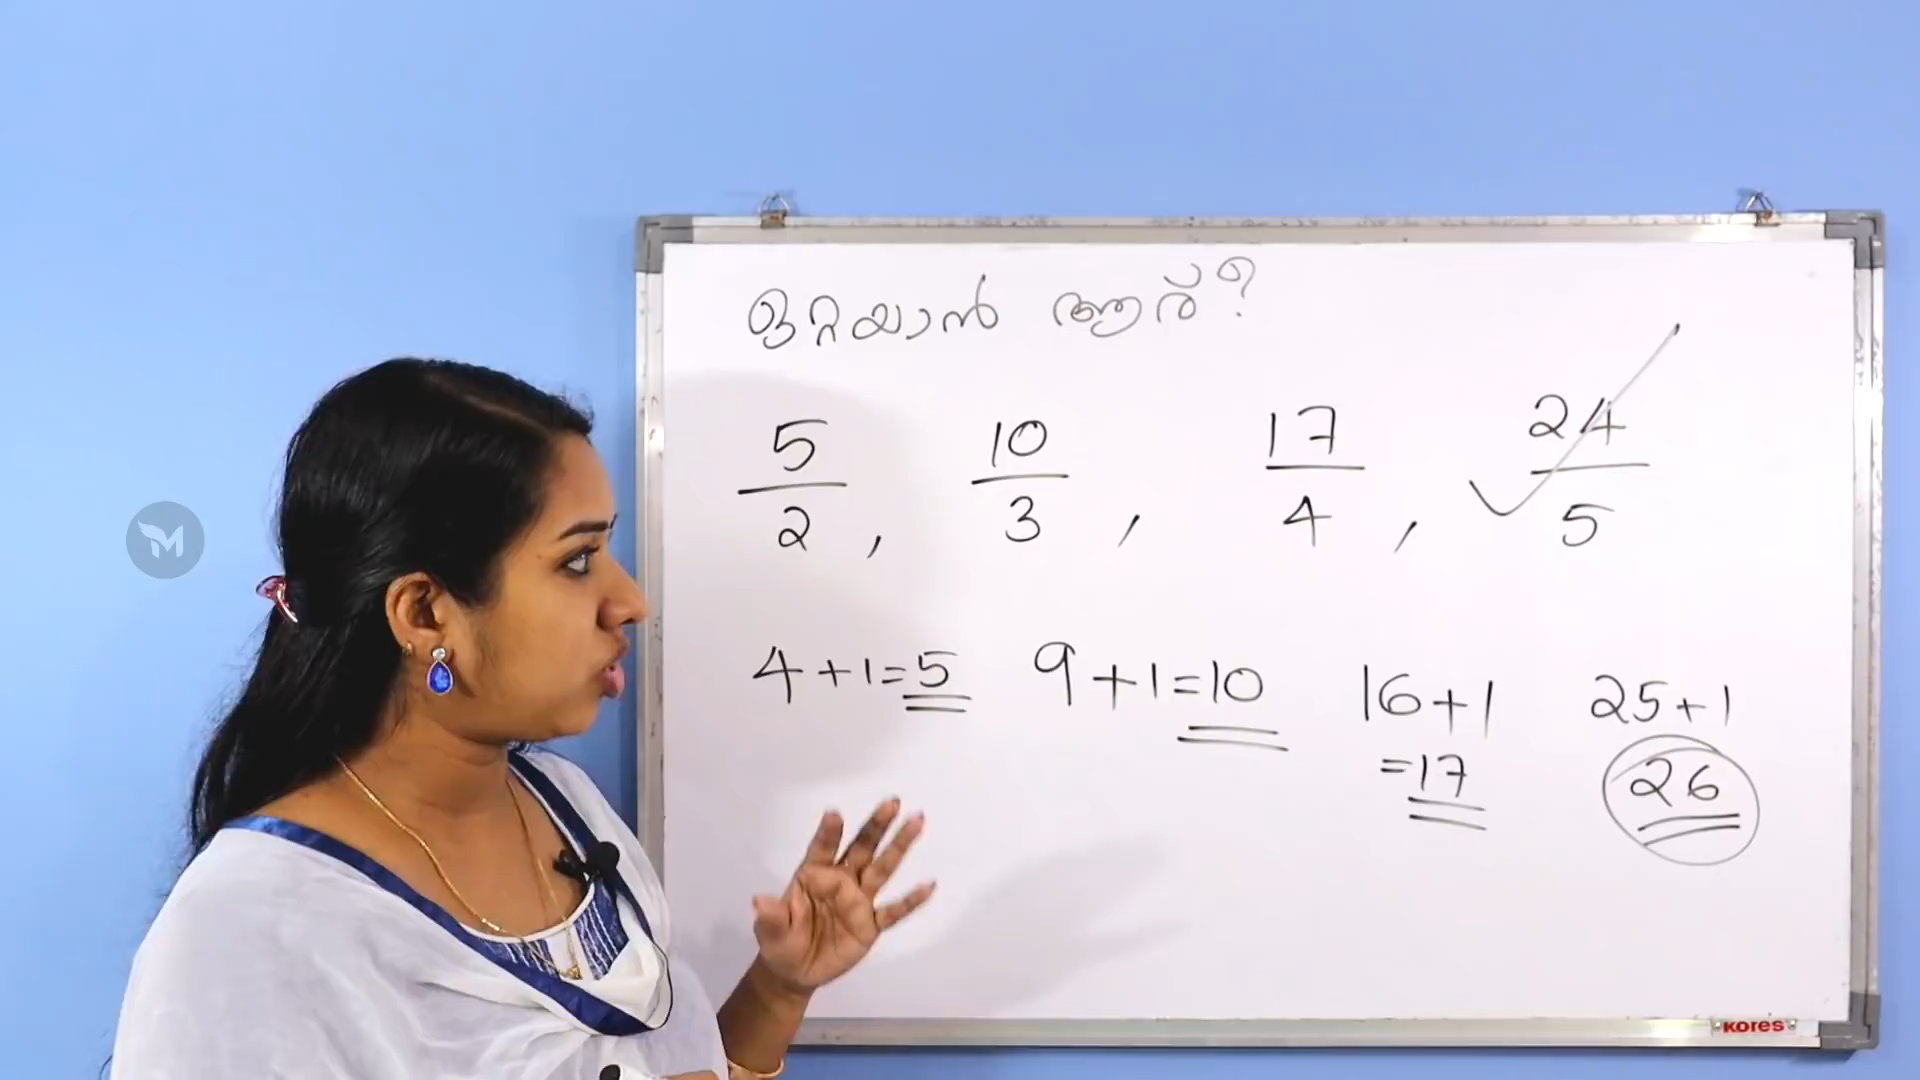 ഒറ്റയാൻ ആര്?
5/2, 10/3, 17/4, 24/5
4+1=5 9+1=10 16+1 25+1
=17 26
kores
M